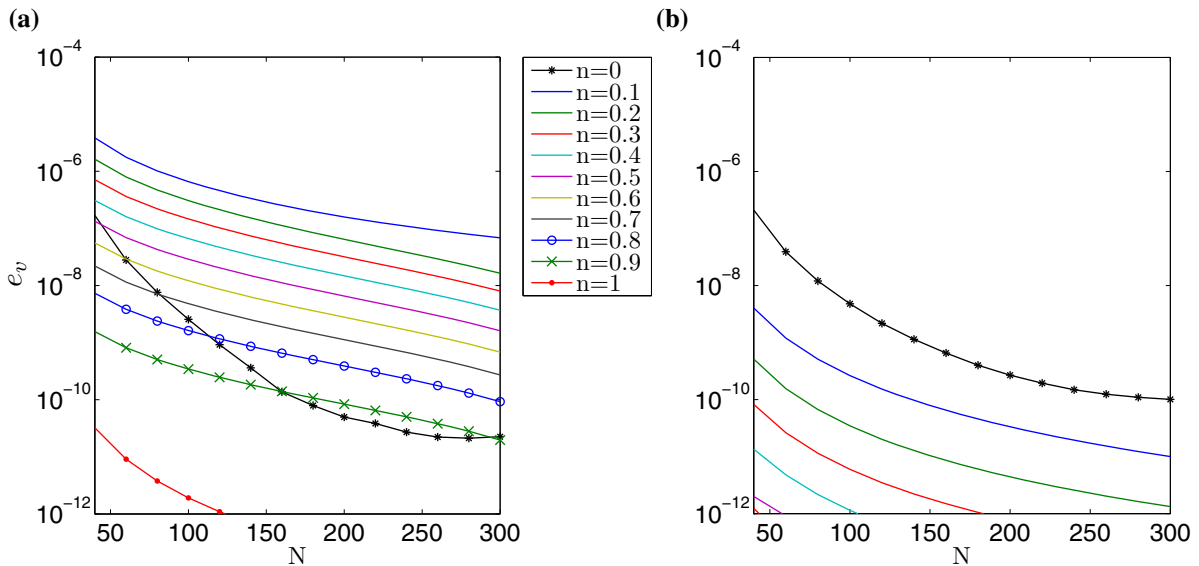 (a)
(b)
10^{-4}
10^{-6}
10^{-8}
10^{-10}
10^{-12}
e_v
50 100 150 200 250 300
N
n=0
n=0.1
n=0.2
n=0.3
n=0.4
n=0.5
n=0.6
n=0.7
n=0.8
n=0.9
n=1
10^{-4}
10^{-6}
10^{-8}
10^{-10}
10^{-12}
50 100 150 200 250 300
N